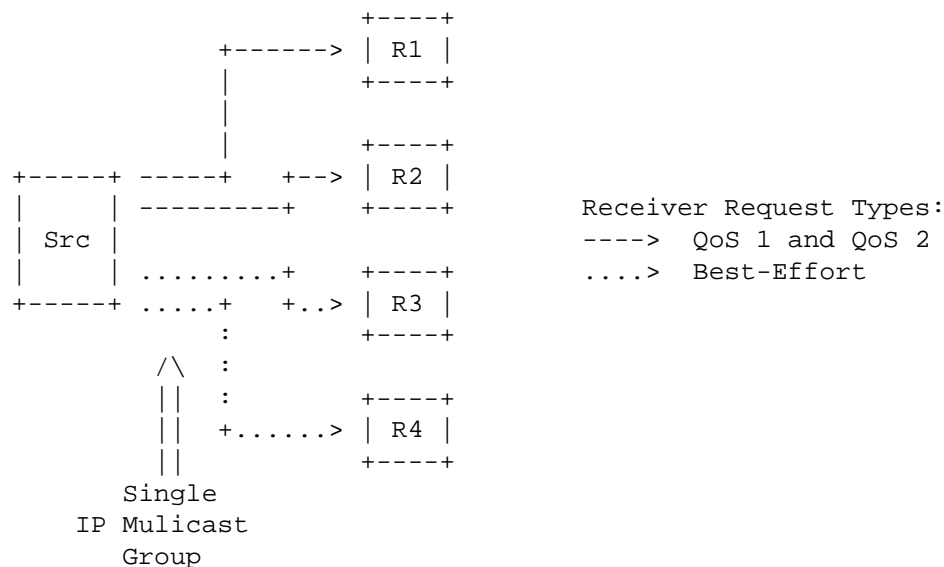 R1
R2
Src
Receiver Request Types:
----> QoS 1 and QoS 2
....> Best-Effort
R3
R4
Single
IP Mulicast
Group